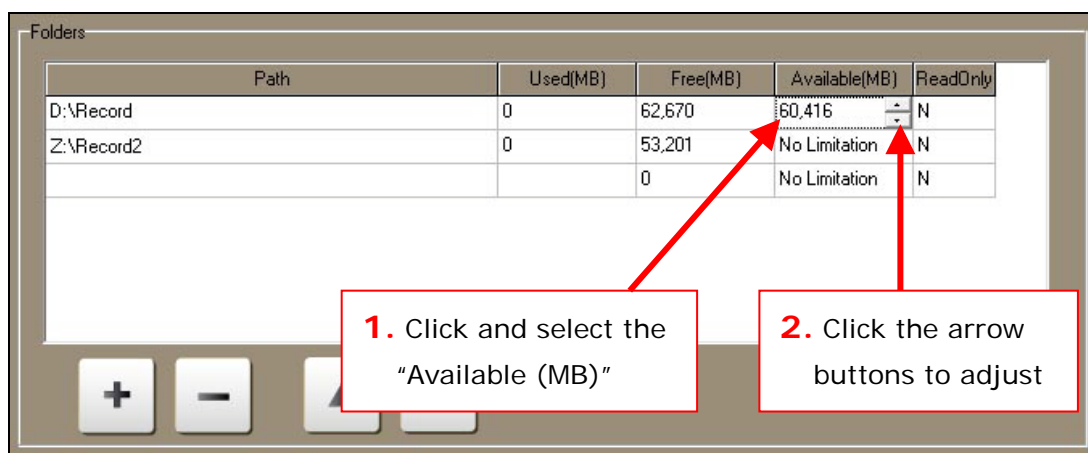 Folders
Path Used(MB) Free(MB) Available(MB) ReadOnly
D:\Record 0 62,670 60,416 N
Z:\Record2 0 53,201 No Limitation N
0 No Limitation N
1. Click and select the
“Available (MB)”
2. Click the arrow
buttons to adjust